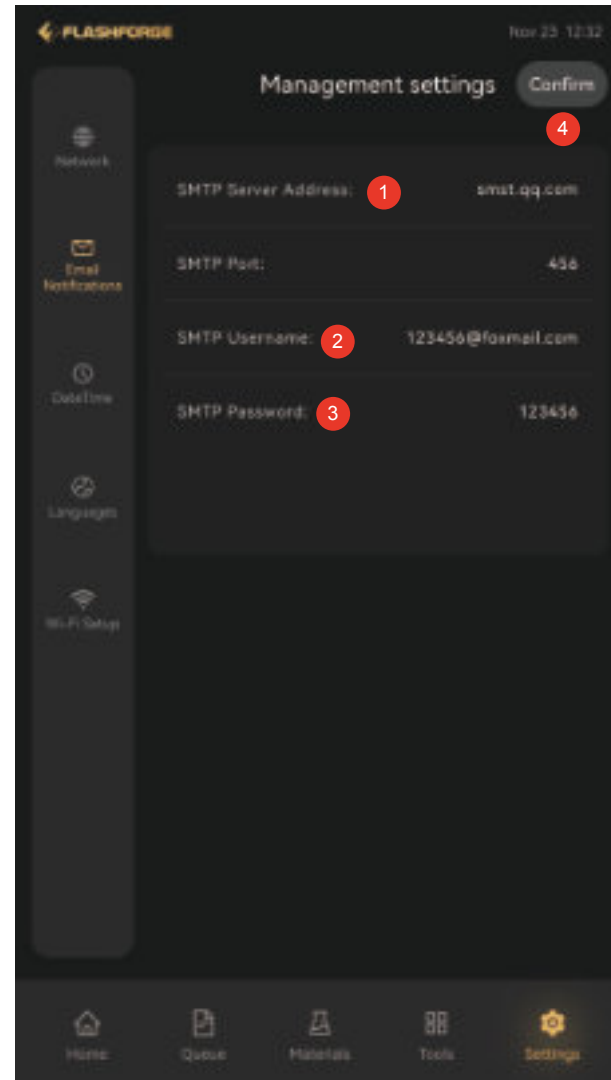 FLASHFORGE
Nov 23 12:32
Management settings
Confirm
4
Network
SMTP Server Address: 1 smst.qq.com
Email
Notifications
SMTP Port: 456
SMTP Username: 2 123456@foxmail.com
DateTime
SMTP Password: 3 123456
Languages
Wi-Fi Setup
Home
Queue
Materials
Tools
Settings